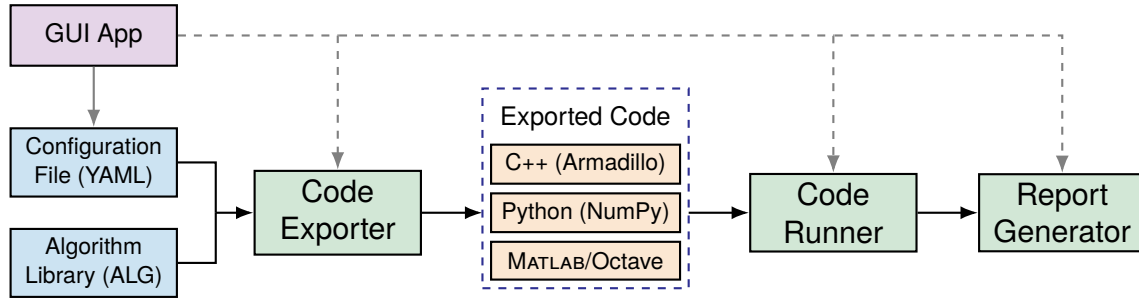 GUI App
Configuration
File (YAML)
Algorithm
Library (ALG)
Code
Exporter
Exported Code
C++ (Armadillo)
Python (NumPy)
MATLAB/Octave
Code
Runner
Report
Generator